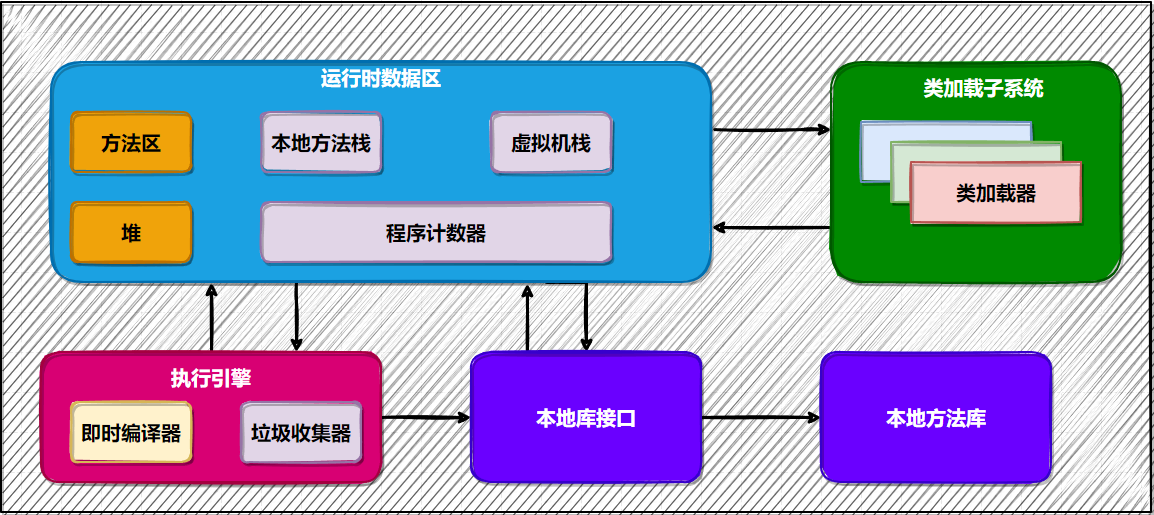 运行时数据区
类加载子系统
方法区
本地方法栈
虚拟机栈
类加载器
堆
程序计数器
执行引擎
即时编译器
垃圾收集器
本地库接口
本地方法库